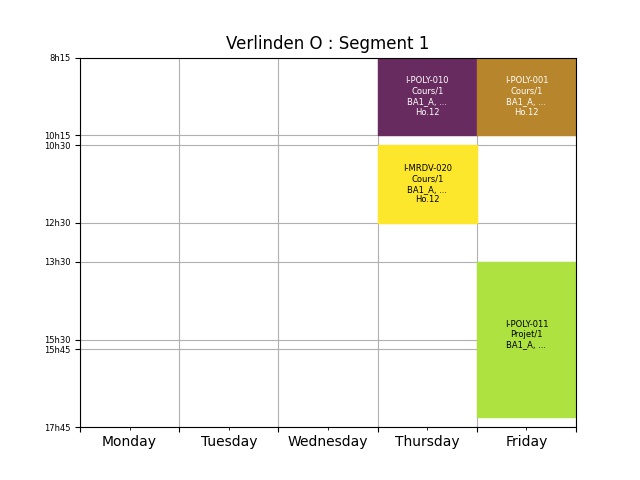 Verlinden O : Segment 1
8h15
I-POLY-010
Cours/1
BA1_A, ...
Ho.12
I-POLY-001
Cours/1
BA1_A, ...
Ho.12
10h15
10h30
I-MRDV-020
Cours/1
BA1_A, ...
Ho.12
12h30
13h30
I-POLY-011
Projet/1
BA1_A, ...
15h30
15h45
17h45
Monday
Tuesday
Wednesday
Thursday
Friday